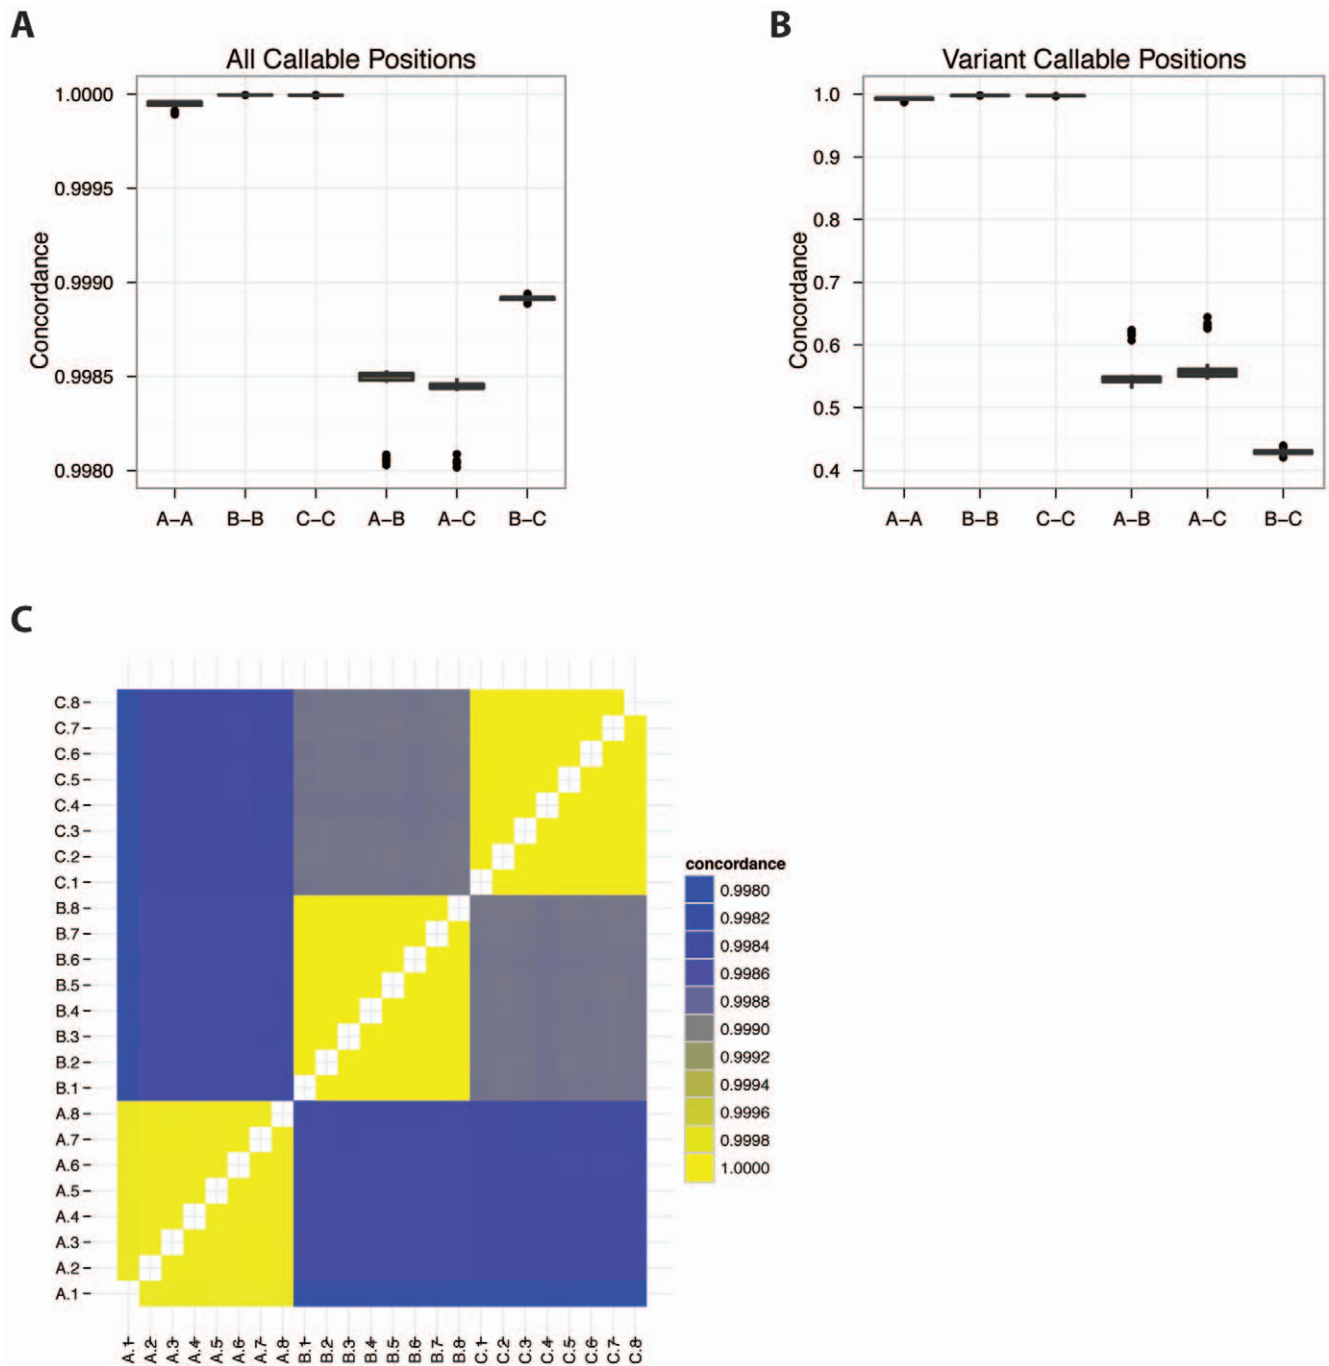 A
All Callable Positions
Concordance
1.0000
0.9995
0.9990
0.9985
0.9980
A–A B–B C–C A–B A–C B–C
B
Variant Callable Positions
Concordance
1.0
0.9
0.8
0.7
0.6
0.5
0.4
A–A B–B C–C A–B A–C B–C
C
C.8
C.7
C.6
C.5
C.4
C.3
C.2
C.1
B.8
B.7
B.6
B.5
B.4
B.3
B.2
B.1
A.8
A.7
A.6
A.5
A.4
A.3
A.2
A.1
A.1 A.2 A.3 A.4 A.5 A.6 A.7 A.8 B.1 B.2 B.3 B.4 B.5 B.6 B.7 B.8 C.1 C.2 C.3 C.4 C.5 C.6 C.7 C.8
concordance
0.9980
0.9982
0.9984
0.9986
0.9988
0.9990
0.9992
0.9994
0.9996
0.9998
1.0000